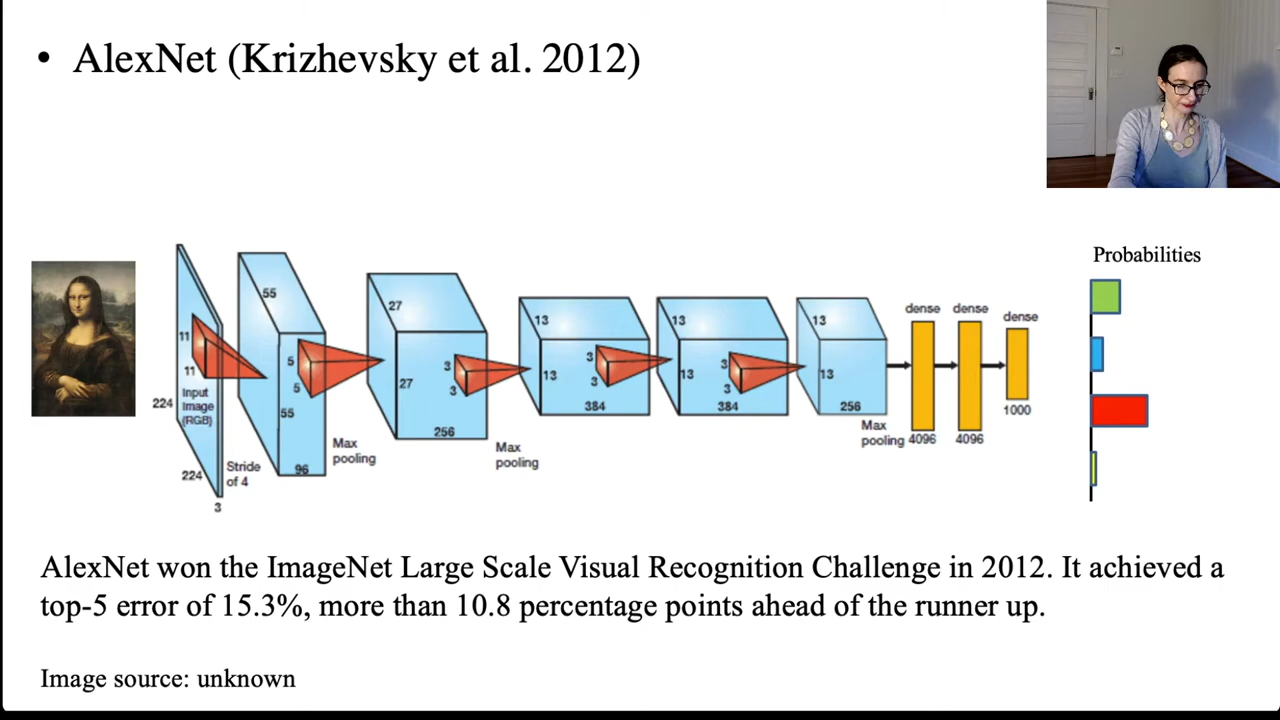 • AlexNet (Krizhevsky et al. 2012)
Probabilities
55
27
13
13
13
dense
dense
dense
11
11
5
5
3
3
3
3
3
3
27
13
13
13
Input
Image
(RGB)
224
55
384
384
256
1000
256
Max
pooling
4096
4096
Max
pooling
Max
pooling
224
Stride
of 4
96
3
AlexNet won the ImageNet Large Scale Visual Recognition Challenge in 2012. It achieved a
top-5 error of 15.3%, more than 10.8 percentage points ahead of the runner up.
Image source: unknown